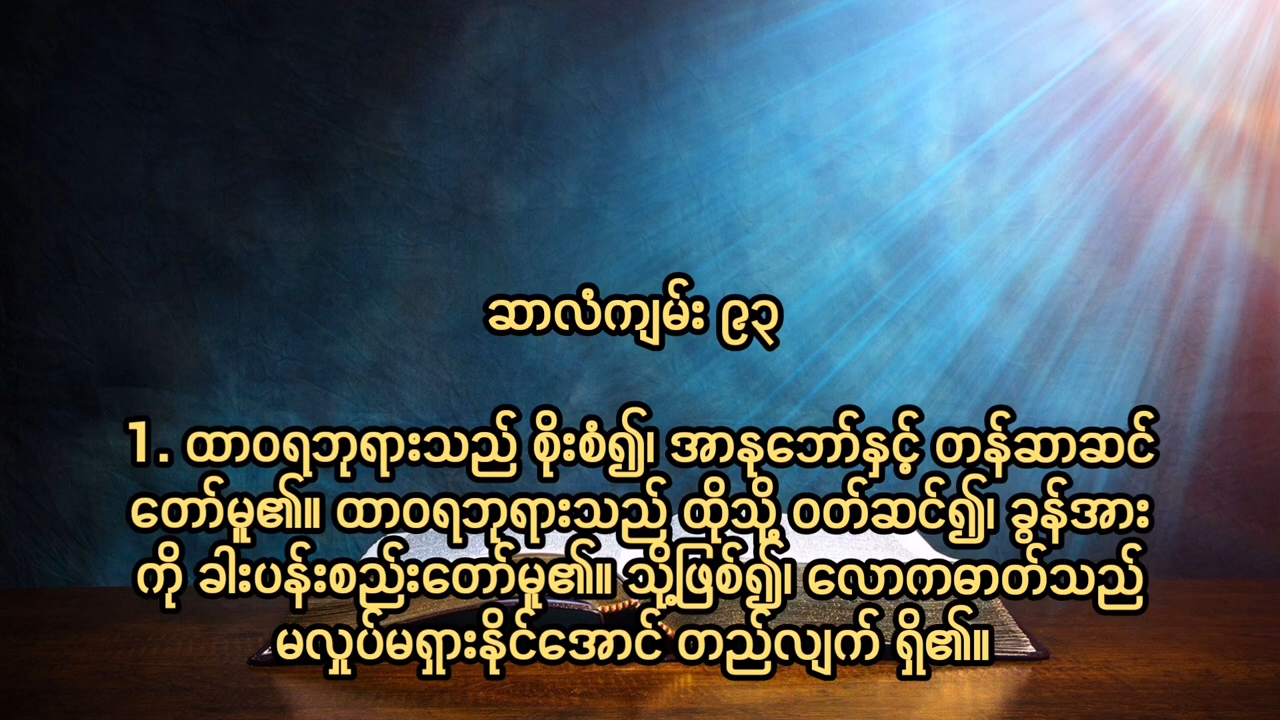 ဆာလံကျမ်း ၉၃
1. ထာဝရဘုရားသည် စိုးစံ၍၊ အာနုဘော်နှင့် တန်ဆာဆင်
တော်မူ၏။ ထာဝရဘုရားသည် ထိုသို့ ဝတ်ဆင်၍၊ ခွန်အား
ကို ခါးပန်းစည်းတော်မူ၏။ သို့ဖြစ်၍၊ လောကဓာတ်သည်
မလှုပ်မရှားနိုင်အောင် တည်လျက် ရှိ၏။